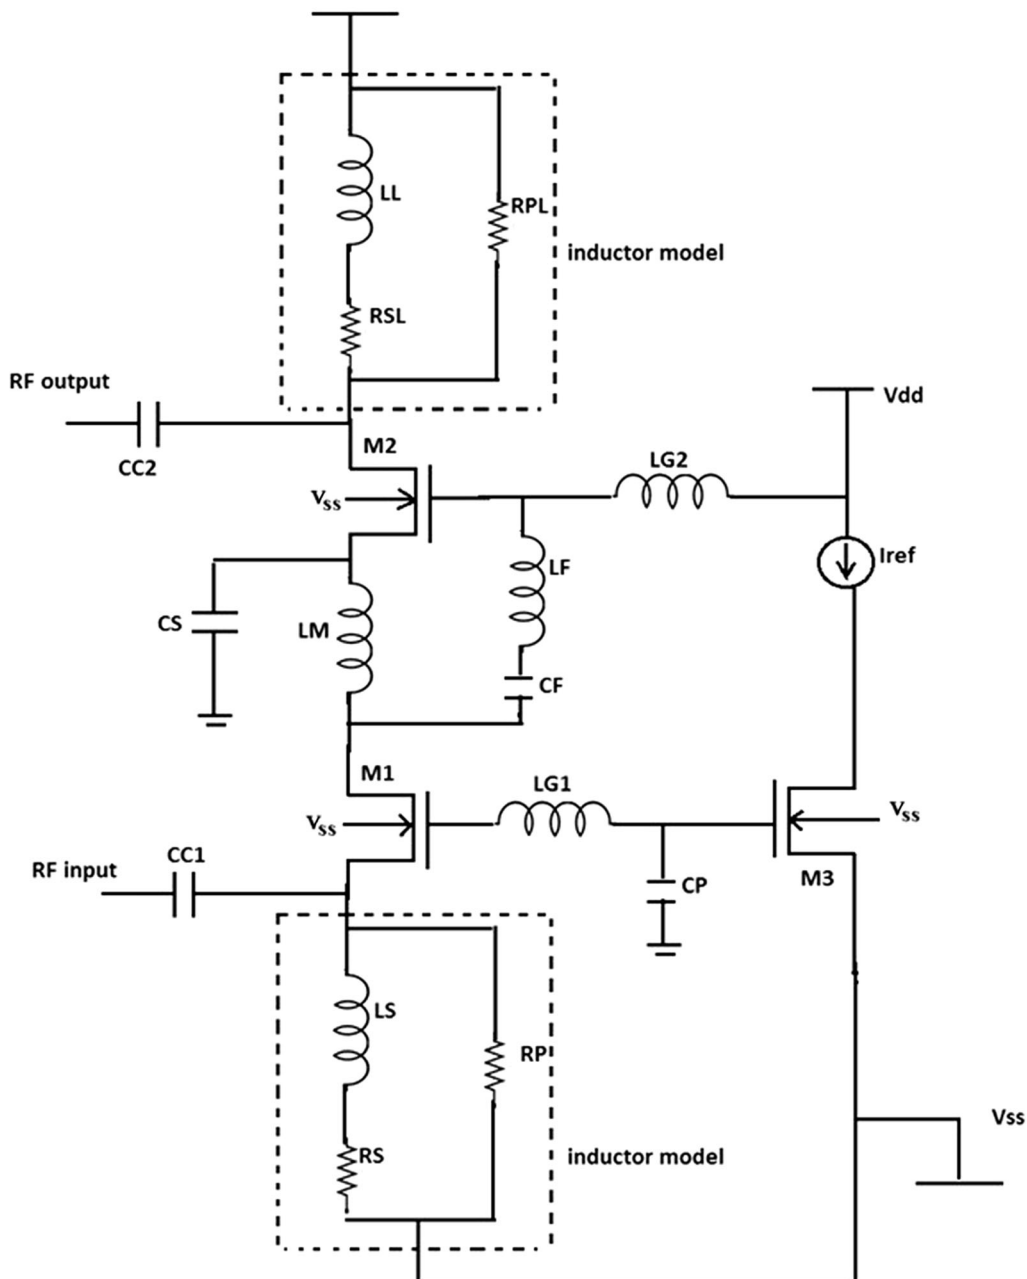 LL
RPL
inductor model
RSL
RF output
CC2
M2
Vss
LG2
Vdd
Iref
LF
CS
LM
CF
M1
Vss
LG1
Vss
M3
CP
RF input
CC1
LS
RP
RS
inductor model
Vss